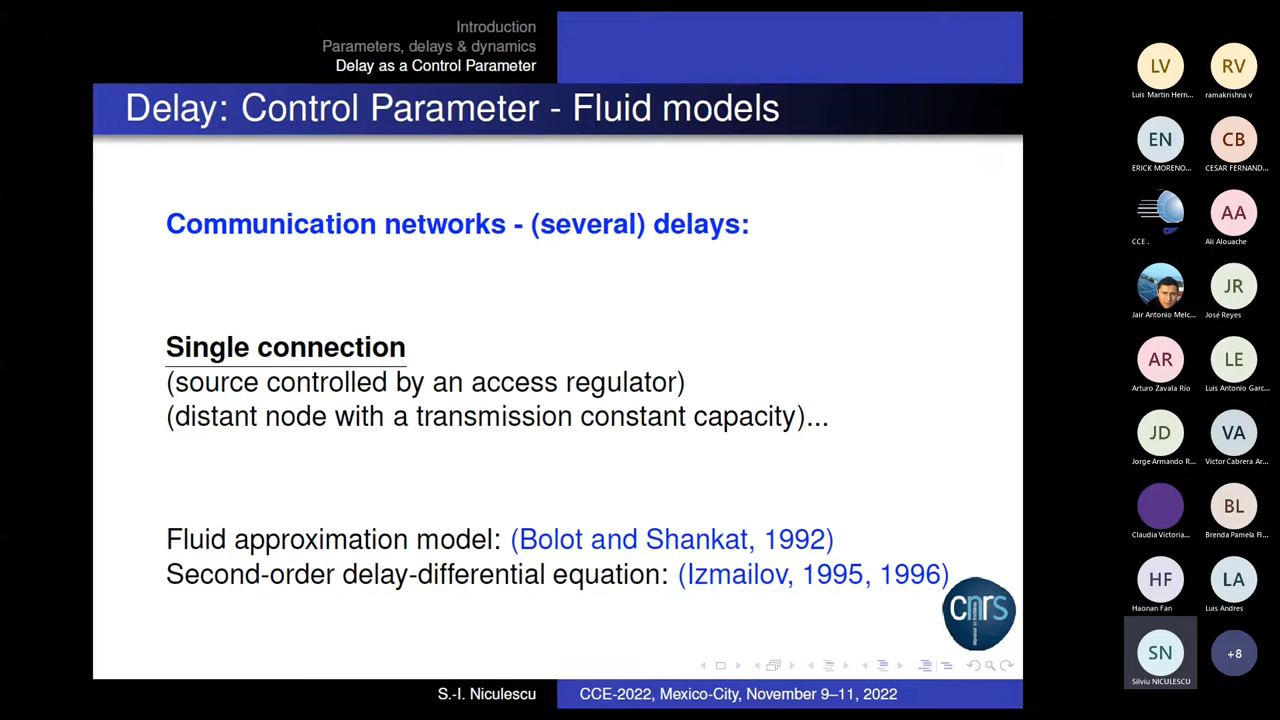 Introduction
Parameters, delays & dynamics
Delay as a Control Parameter
Delay: Control Parameter - Fluid models
Communication networks - (several) delays:
Single connection
(source controlled by an access regulator)
(distant node with a transmission constant capacity)...
Fluid approximation model: (Bolot and Shankat, 1992)
Second-order delay-differential equation: (Izmailov, 1995, 1996)
cnrs
S.-I. Niculescu
CCE-2022, Mexico-City, November 9–11, 2022
LV
RV
Luis Martin Hern...
ramakrishna v
EN
CB
ERICK MORENO...
CESAR FERNAND...
AA
CCE .
Ali Alouache
JR
Jair Antonio Melc...
José Reyes
AR
LE
Arturo Zavala Río
Luis Antonio Garc...
JD
VA
Jorge Armando R...
Victor Cabrera Ar...
BL
Claudia Victoria...
Brenda Pamela Fl...
HF
LA
Haonan Fan
Luis Andres
SN
+8
Silviu NICULESCU